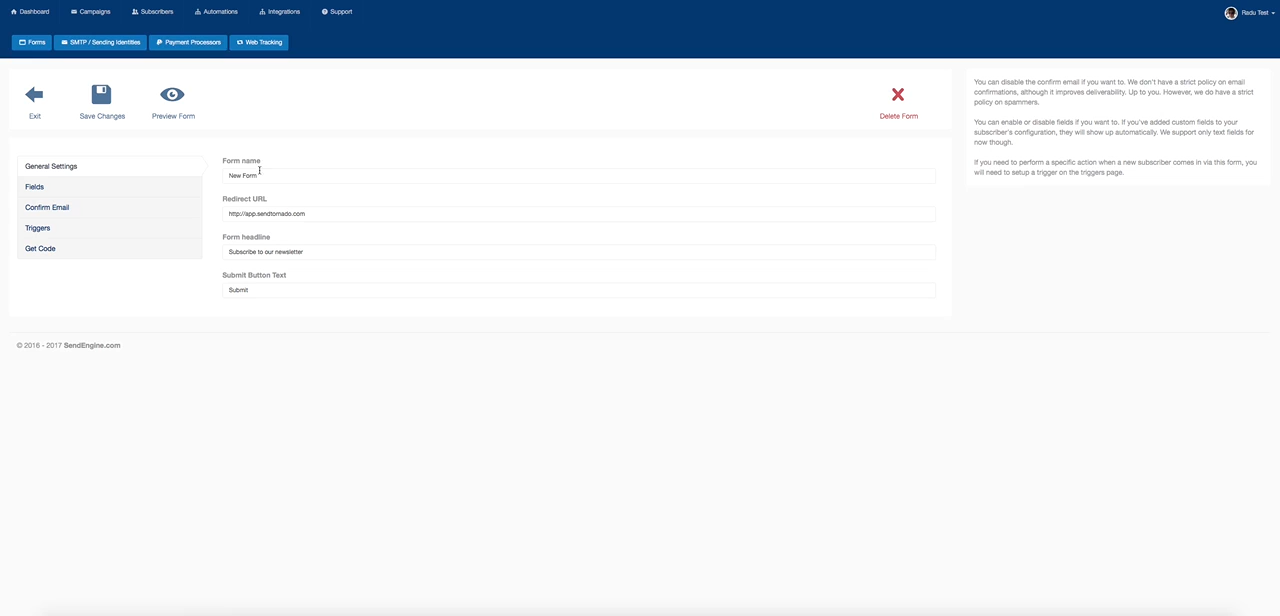 Dashboard
Campaigns
Subscribers
Automations
Integrations
Support
Radu Test
Forms
SMTP / Sending Identities
Payment Processors
Web Tracking
Exit
Save Changes
Preview Form
Delete Form
General Settings
Fields
Confirm Email
Triggers
Get Code
Form name
New Form
Redirect URL
http://app.sendtornado.com
Form headline
Subscribe to our newsletter
Submit Button Text
Submit
You can disable the confirm email if you want to. We don't have a strict policy on email
confirmations, although it improves deliverability. Up to you. However, we do have a strict
policy on spammers.
You can enable or disable fields if you want to. If you've added custom fields to your
subscriber's configuration, they will show up automatically. We support only text fields for
now though.
If you need to perform a specific action when a new subscriber comes in via this form, you
will need to setup a trigger on the triggers page.
© 2016 - 2017 SendEngine.com